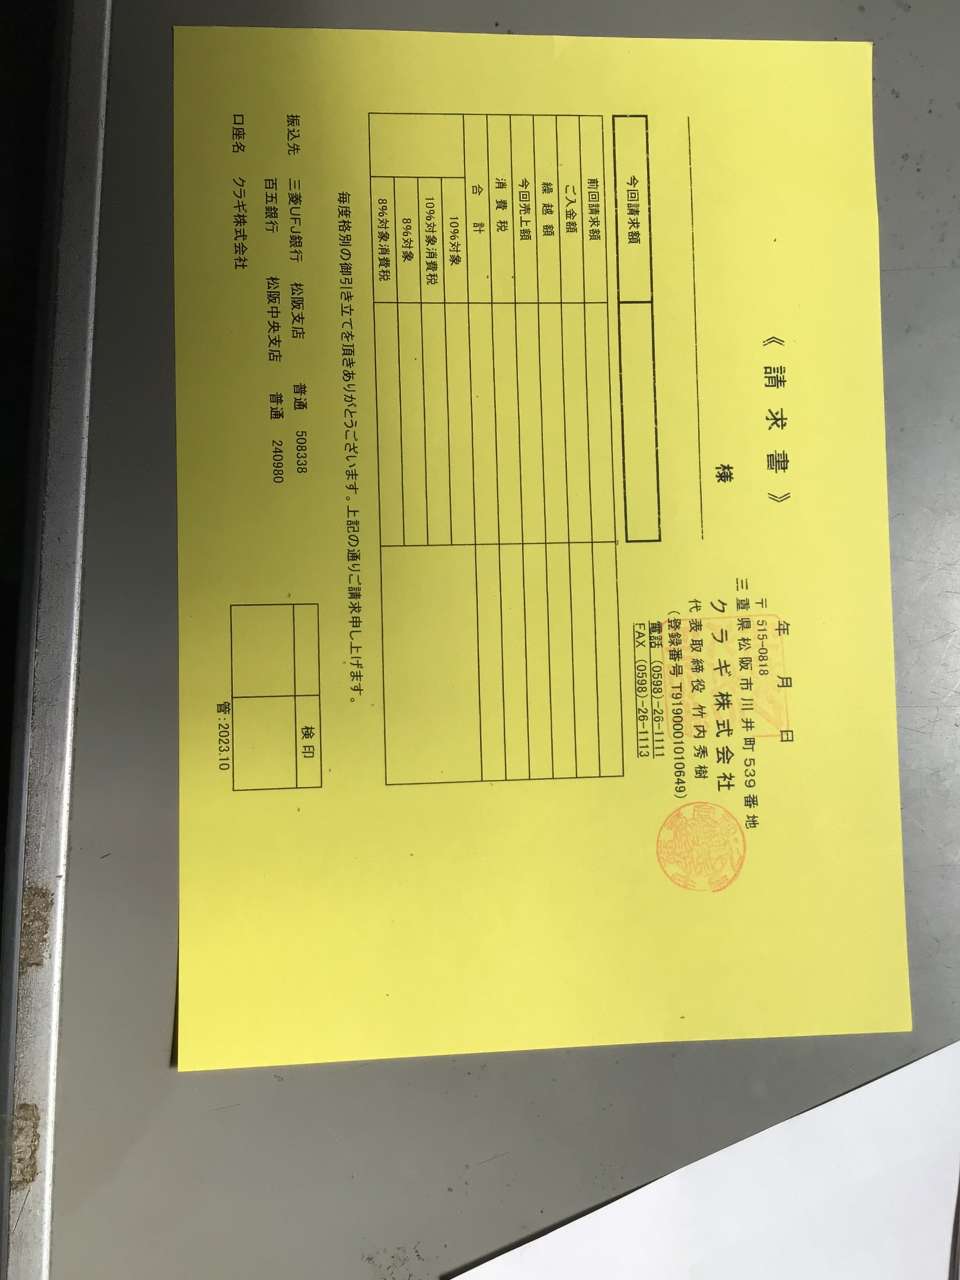 《 請 求 書 》
年 月 日
様
〒 515-0818
三重県松阪市川井町539番地
クラギ株式会社
代表取締役 竹内秀樹
(登録番号 T9190001010649)
電話 (0598)-26-1111
FAX (0598)-26-1113
今回請求額
前回請求額
ご入金額
繰越額
今回売上額
消費税
合計
10%対象
10%対象消費税
8%対象
8%対象消費税
毎度格別の御引き立てを頂きありがとうございます。上記の通りご請求申し上げます。
振込先 三菱UFJ銀行 松阪支店 普通 508338
百五銀行 松阪中央支店 普通 240980
口座名 クラギ株式会社
検印
管:2023.10